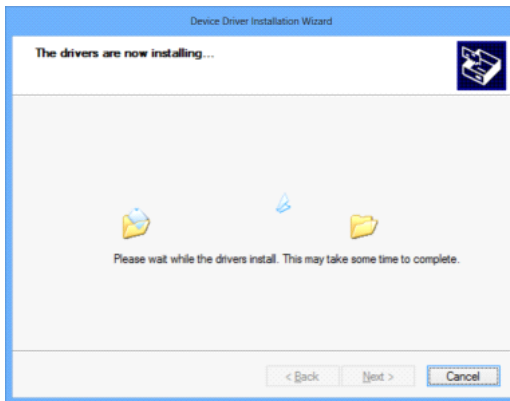 Device Driver Installation Wizard
The drivers are now installing...
Please wait while the drivers install. This may take some time to complete.
< Back Next > Cancel